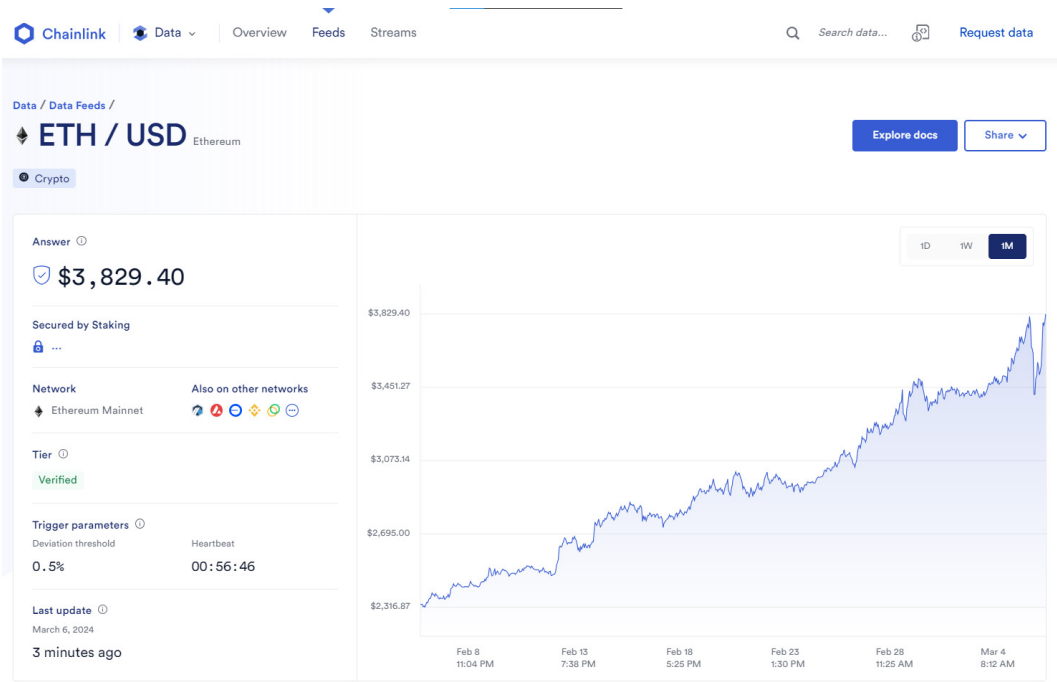 Chainlink Data Overview Feeds Streams Search data... Request data
Data / Data Feeds /
ETH / USD Ethereum
Explore docs Share
Crypto
Answer
$3,829.40
Secured by Staking
...
Network Also on other networks
Ethereum Mainnet
Tier
Verified
Trigger parameters
Deviation threshold Heartbeat
0.5% 00:56:46
Last update
March 6, 2024
3 minutes ago
1D 1W 1M
$3,829.40
$3,451.27
$3,073.14
$2,695.00
$2,316.87
Feb 8 Feb 13 Feb 18 Feb 23 Feb 28 Mar 4
11:04 PM 7:38 PM 5:25 PM 1:30 PM 11:25 AM 8:12 AM